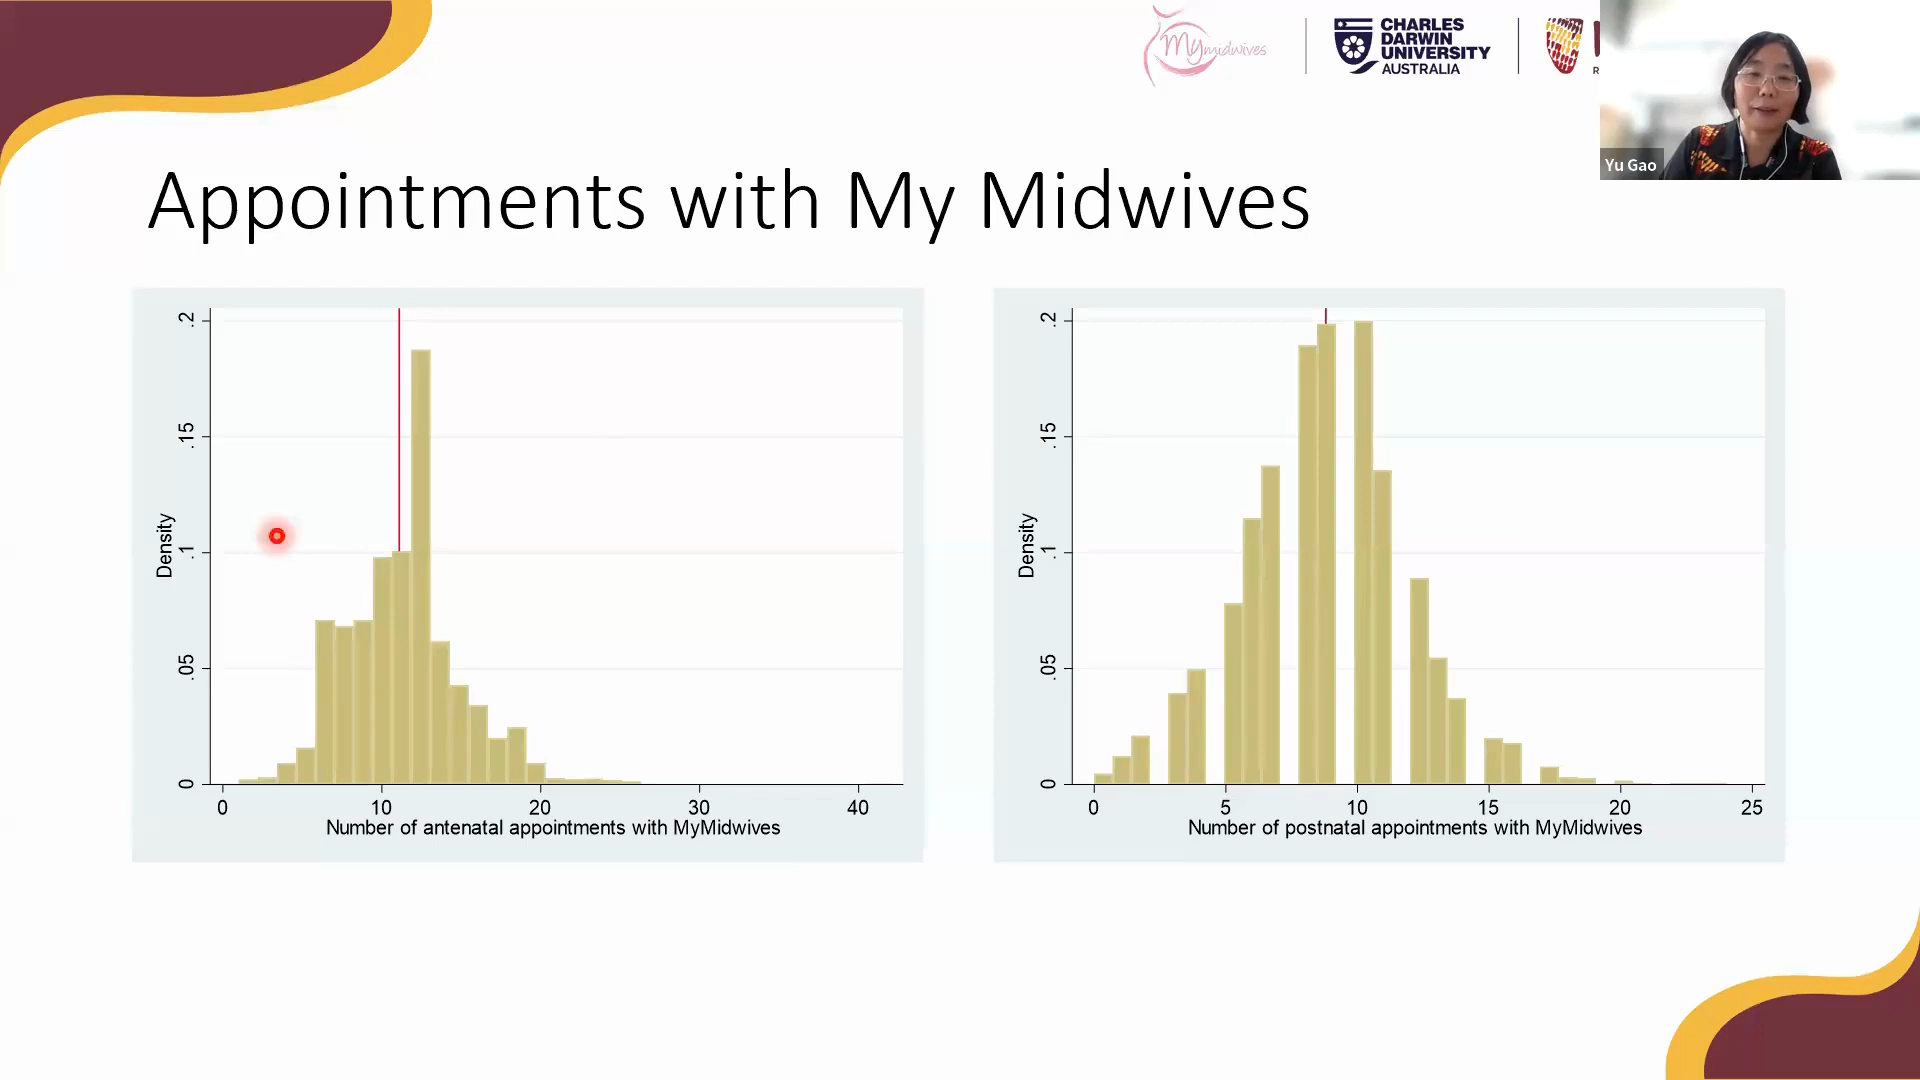 My midwives
CHARLES
DARWIN
UNIVERSITY
AUSTRALIA
Yu Gao
Appointments with My Midwives
.2
.15
.1
.05
0
Density
0 10 20 30 40
Number of antenatal appointments with MyMidwives
.2
.15
.1
.05
0
Density
0 5 10 15 20 25
Number of postnatal appointments with MyMidwives